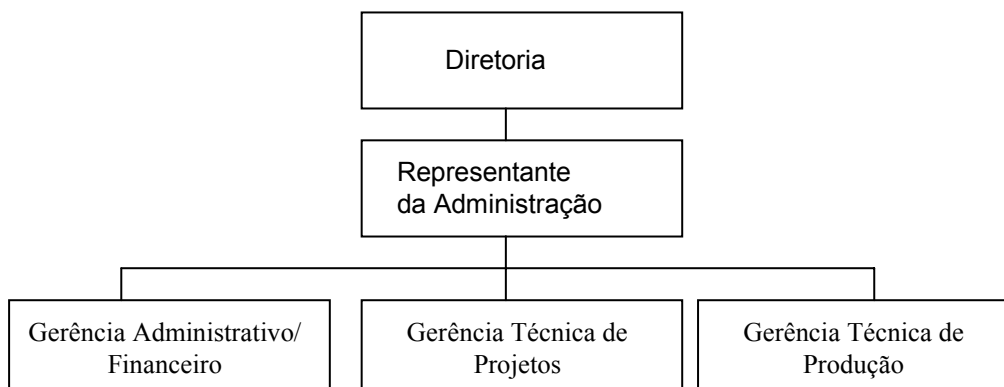 Diretoria
Representante
da Administração
Gerência Administrativo/
Financeiro
Gerência Técnica de
Projetos
Gerência Técnica de
Produção